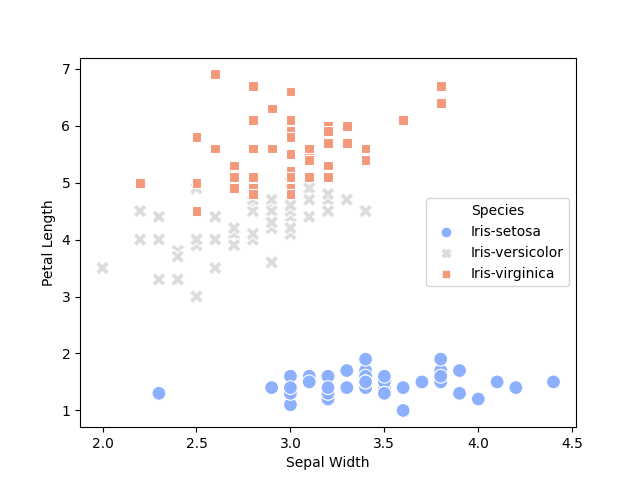 7
6
5
4
3
2
1
Petal Length
2.0 2.5 3.0 3.5 4.0 4.5
Sepal Width
Species
Iris-setosa
Iris-versicolor
Iris-virginica